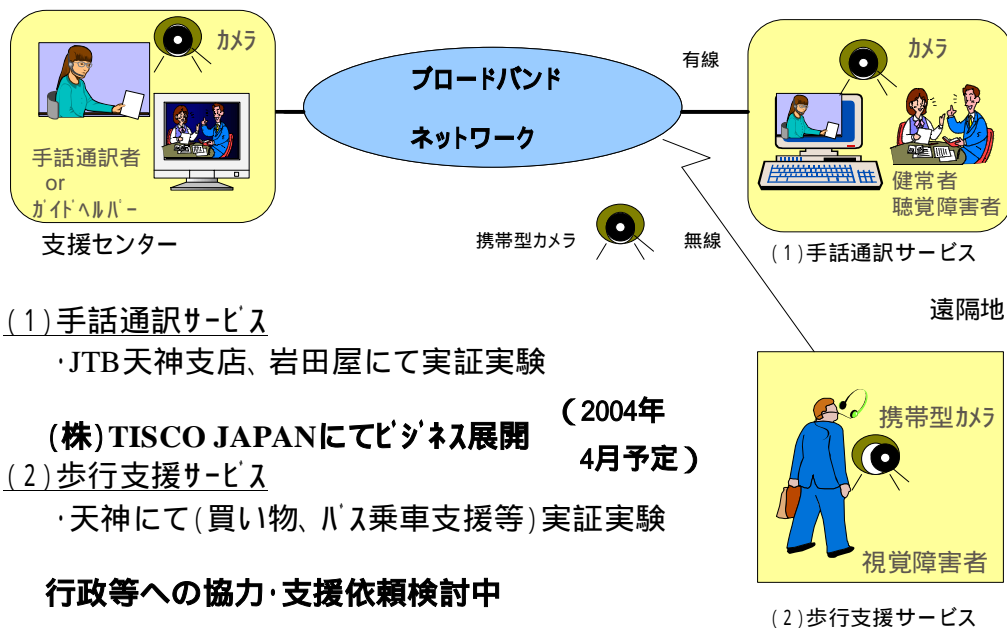 カメラ
手話通訳者
or
ガイドヘルパー
支援センター
ブロードバンド
ネットワーク
有線
カメラ
健常者
聴覚障害者
(1)手話通訳サービス
携帯型カメラ
無線
遠隔地
(1)手話通訳サービス
・JTB天神支店、岩田屋にて実証実験
(株)TISCO JAPANにてビジネス展開
(2004年
4月予定)
(2)歩行支援サービス
・天神にて(買い物、バス乗車支援等)実証実験
行政等への協力・支援依頼検討中
携帯型カメラ
視覚障害者
(2)歩行支援サービス